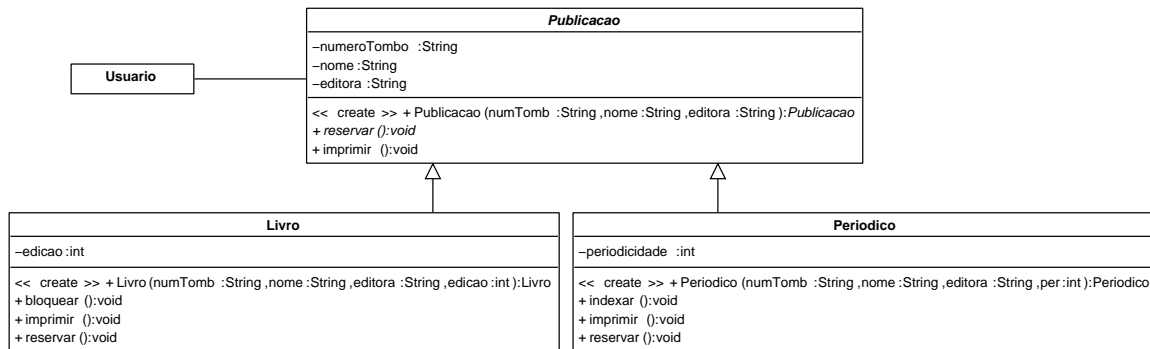 Publicacao
−numeroTombo :String
−nome :String
−editora :String
<< create >> + Publicacao (numTomb :String ,nome :String ,editora :String ):Publicacao
+ reservar ():void
+ imprimir ():void
Usuario
Livro
−edicao :int
<< create >> + Livro (numTomb :String ,nome :String ,editora :String ,edicao :int ):Livro
+ bloquear ():void
+ imprimir ():void
+ reservar ():void
Periodico
−periodicidade :int
<< create >> + Periodico (numTomb :String ,nome :String ,editora :String ,per :int ):Periodico
+ indexar ():void
+ imprimir ():void
+ reservar ():void